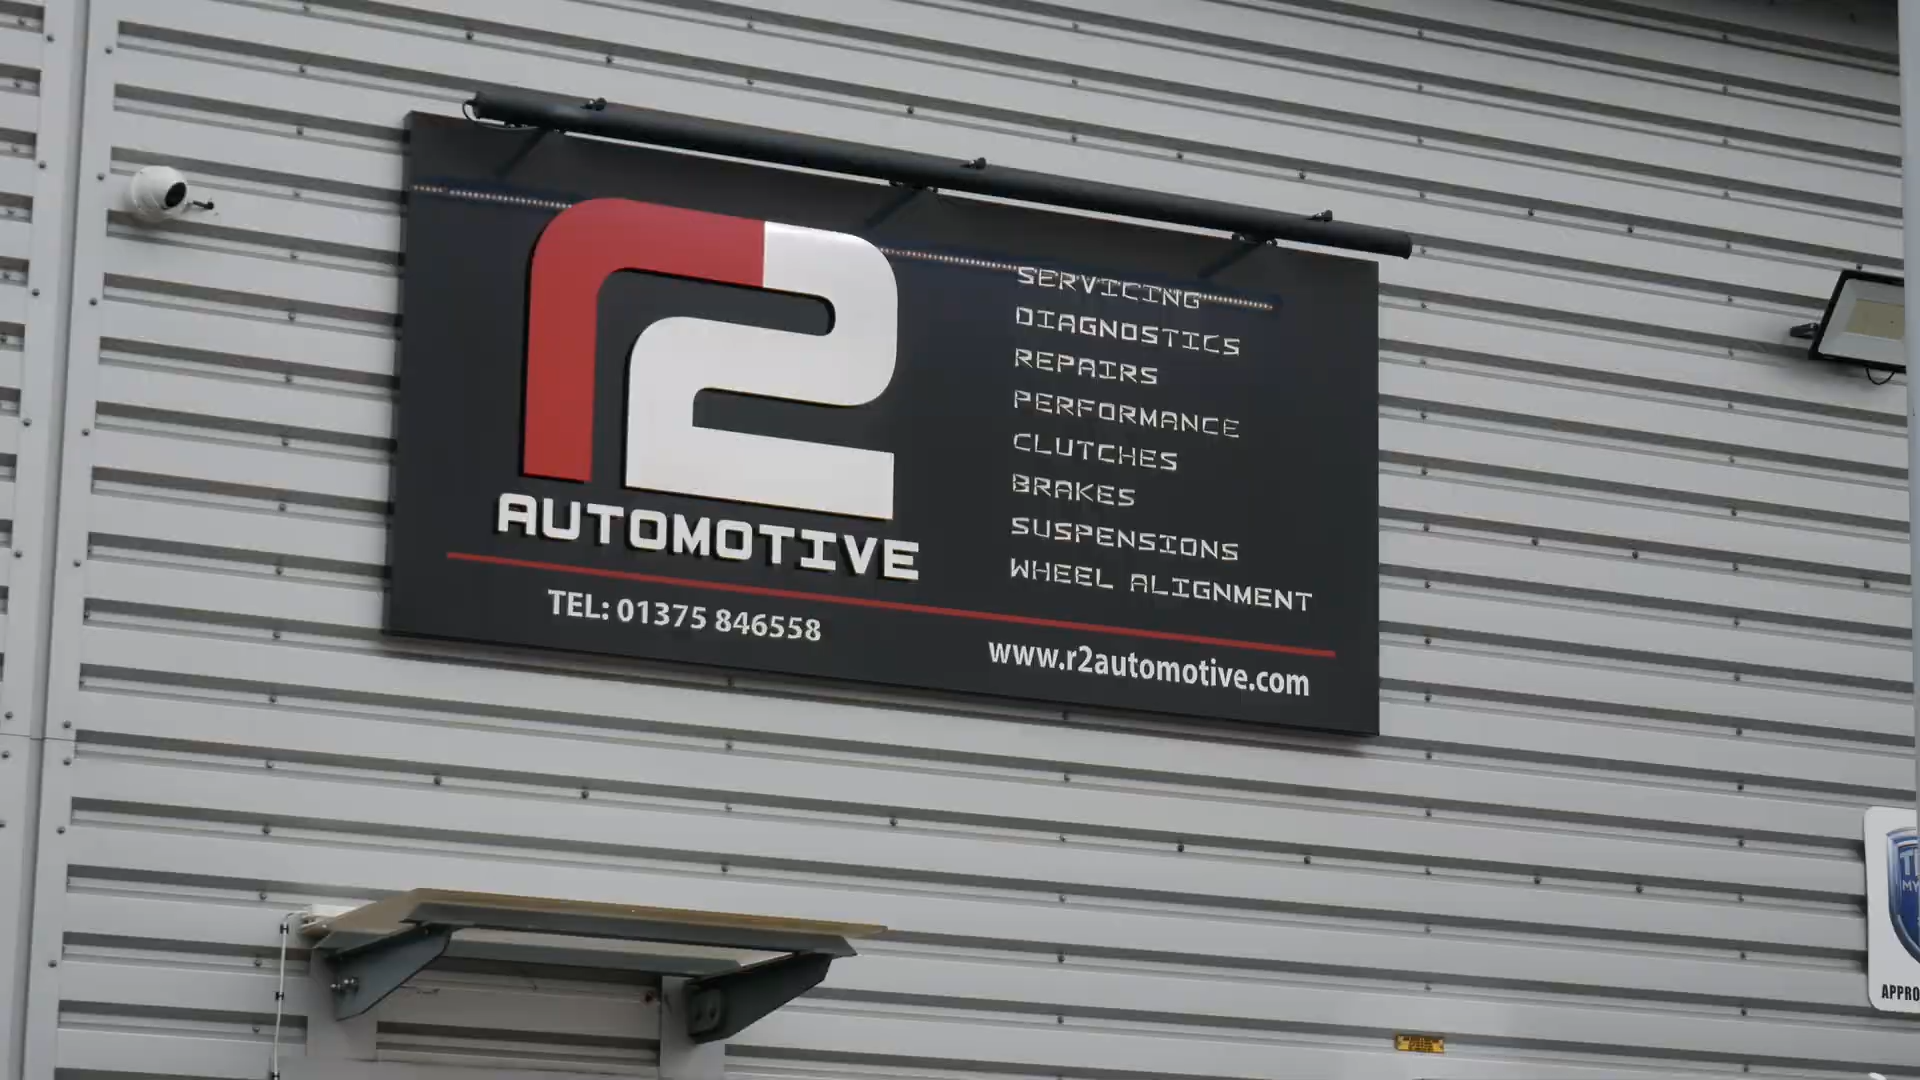 r2
AUTOMOTIVE
TEL: 01375 846558
SERVICING
DIAGNOSTICS
REPAIRS
PERFORMANCE
CLUTCHES
BRAKES
SUSPENSIONS
WHEEL ALIGNMENT
www.r2automotive.com